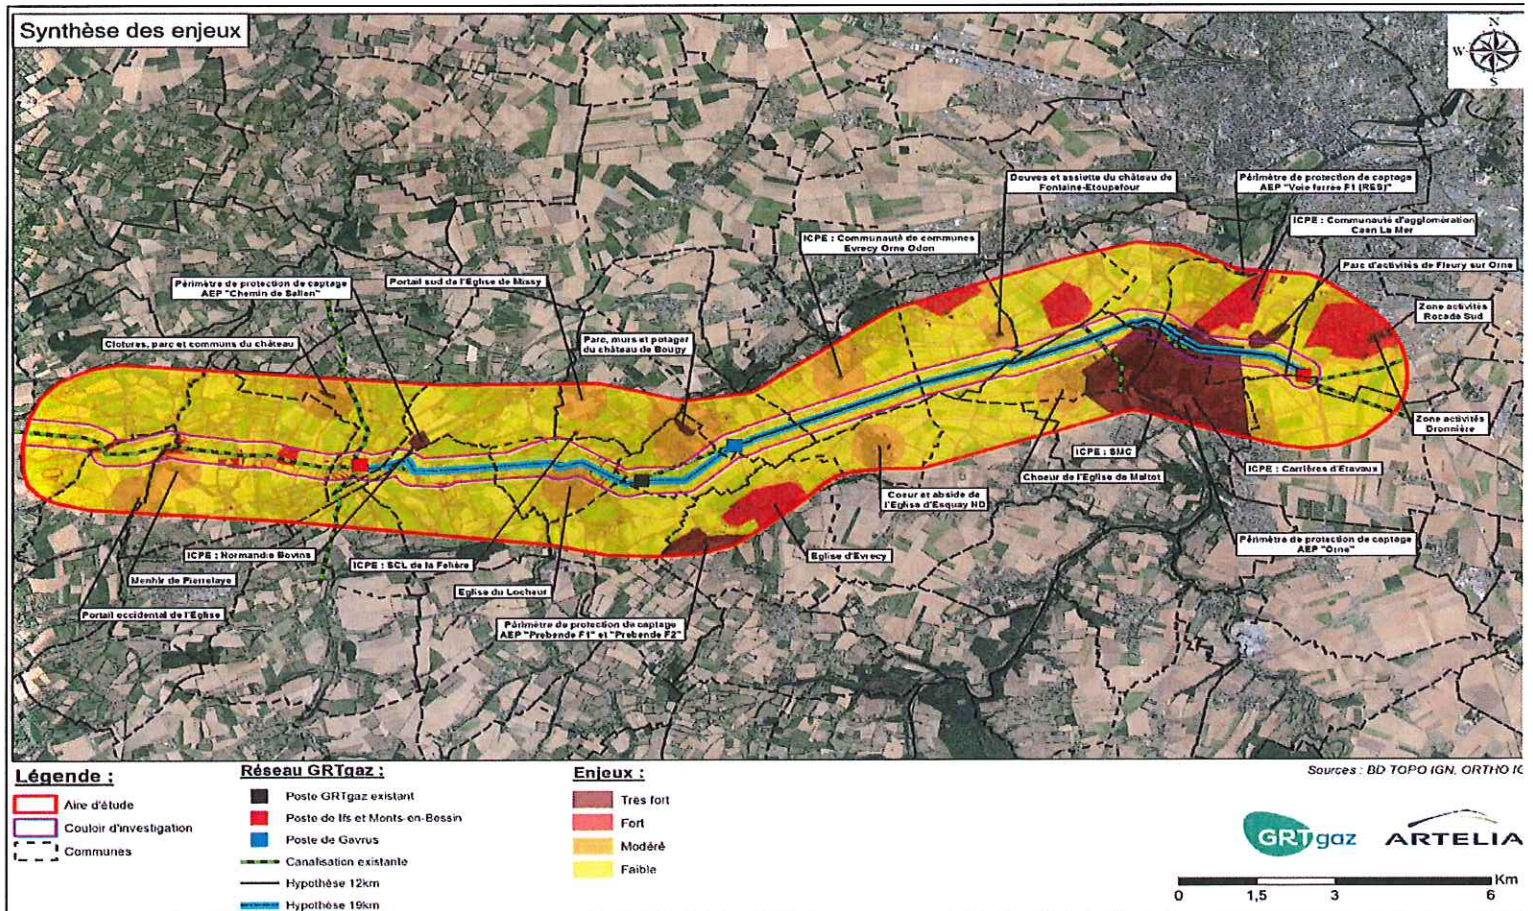 Synthèse des enjeux
N
W
S
Douves et assiette du château de
Fontaine-Etoupefour
Périmètre de protection de captage
AEP "Voie ferrée F1 (RES)"
ICPE : Communauté d'agglomération
Caen La Mer
ICPE : Communauté de communes
Evrecy Orne Odon
Parc d'activités de Fleury sur Orne
Périmètre de protection de captage
AEP "Chemin de Ballen"
Portail sud de l'Eglise de Missy
Zone activités
Rocade Sud
Clotures, parc et communs du château
Parc, murs et potager
du château de Bougy
Zone activités
Dronnière
ICPE : SMC
ICPE : Carrières d'Etavaux
Choeur de l'Eglise de Maltot
Coeur et abside de
l'Eglise d'Esquay ND
Périmètre de protection de captage
AEP "Orne"
Eglise d'Evrecy
ICPE : Normandie Bovins
ICPE : SCL de la Felière
Menhir de Pierrelaye
Eglise du Locheur
Portail occidental de l'Église
Périmètre de protection de captage
AEP "Prebende F1" et "Prebende F2"
Légende :
Aire d'étude
Couloir d'investigation
Communes
Réseau GRTgaz :
Poste GRTgaz existant
Poste de Ifs et Monts-en-Bessin
Poste de Gavrus
Canalisation existante
Hypothèse 12km
Hypothèse 19km
Enjeux :
Très fort
Fort
Modéré
Faible
Sources : BD TOPO IGN, ORTHO IG
GRTgaz
ARTELIA
Km
0 1,5 3 6